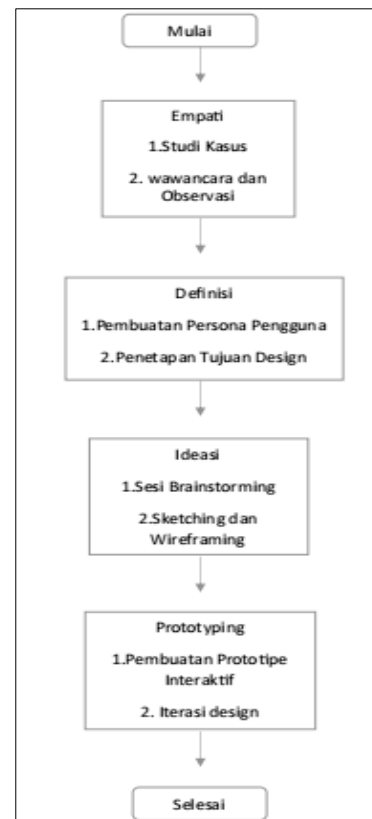 Mulai
Empati
1.Studi Kasus
2. wawancara dan
Observasi
Definisi
1.Pembuatan Persona Pengguna
2.Penetapan Tujuan Design
Ideasi
1.Sesi Brainstorming
2.Sketching dan
Wireframing
Prototyping
1.Pembuatan Prototipe
Interaktif
2. Iterasi design
Selesai